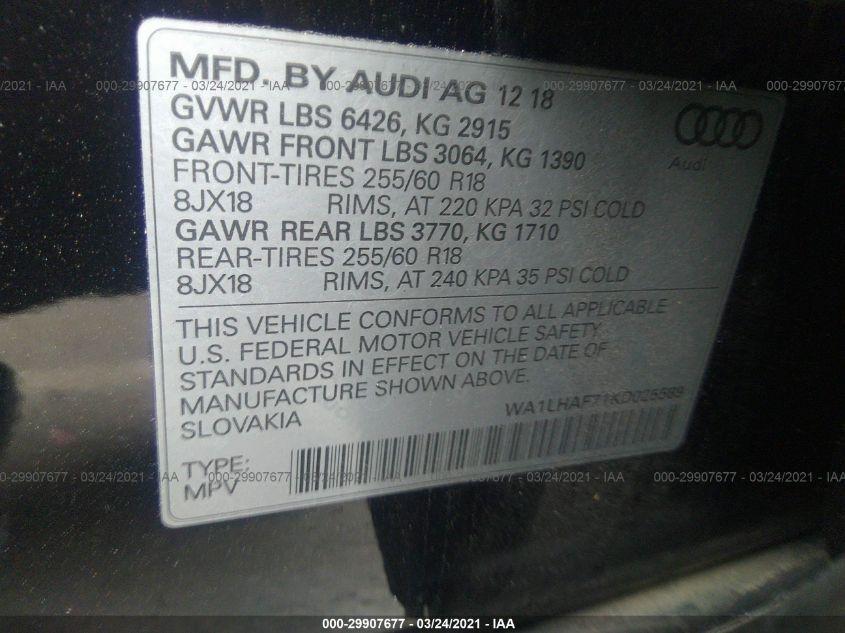 MFD. BY AUDI AG 12 18
GVWR LBS 6426, KG 2915
GAWR FRONT LBS 3064, KG 1390
FRONT-TIRES 255/60 R18
8JX18 RIMS, AT 220 KPA 32 PSI COLD
GAWR REAR LBS 3770, KG 1710
REAR-TIRES 255/60 R18
8JX18 RIMS, AT 240 KPA 35 PSI COLD
Audi
THIS VEHICLE CONFORMS TO ALL APPLICABLE
U.S. FEDERAL MOTOR VEHICLE SAFETY
STANDARDS IN EFFECT ON THE DATE OF
MANUFACTURE SHOWN ABOVE.
SLOVAKIA WA1LHAF71KD025589
TYPE:
MPV
000-29907677 - 03/24/2021 - IAA